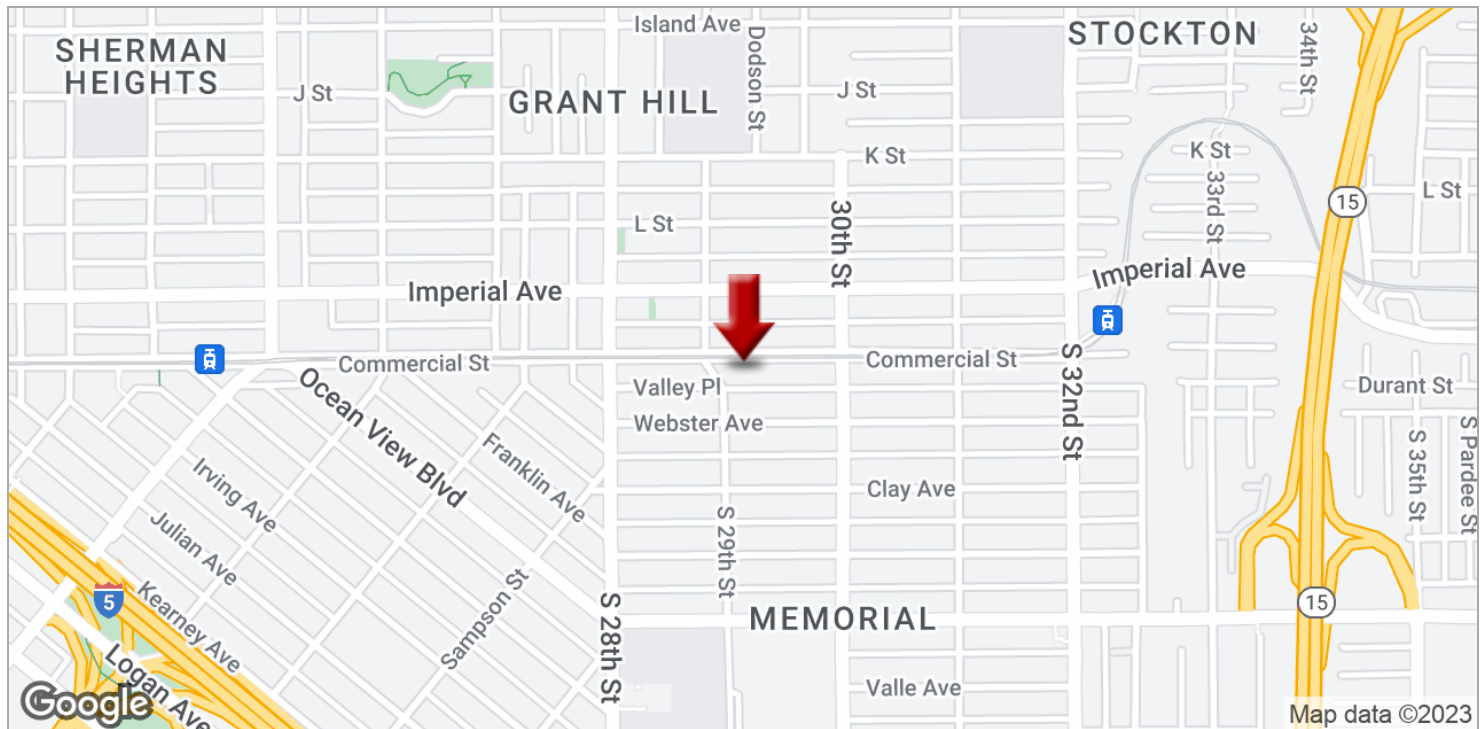 Island Ave
Dodson St
STOCKTON
34th St
SHERMAN
HEIGHTS
J St
GRANT HILL
J St
K St
K St
33rd St
15
L St
L St
30th St
Imperial Ave
Imperial Ave
Commercial St
Commercial St
Valley Pl
Webster Ave
Ocean View Blvd
Franklin Ave
S 32nd St
Durant St
S 35th St
S Pardee St
Irving Ave
Clay Ave
Julian Ave
S 29th St
5
Kearney Ave
Sampson St
S 28th St
MEMORIAL
15
Logan Ave
Valle Ave
Google
Map data ©2023